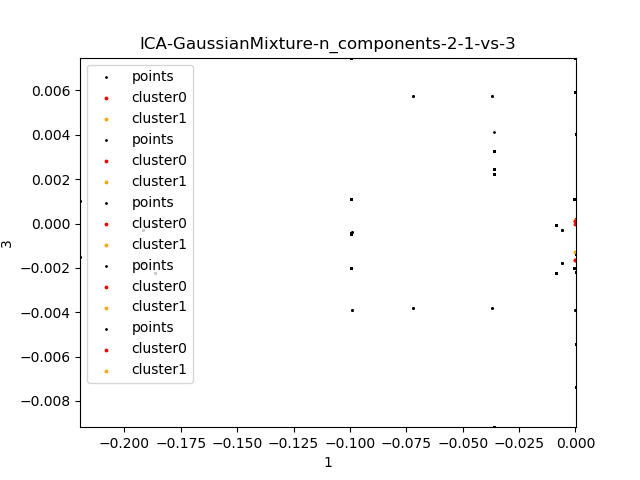 ICA-GaussianMixture-n_components-2-1-vs-3
0.006
0.004
0.002
0.000
−0.002
−0.004
−0.006
−0.008
3
points
cluster0
cluster1
points
cluster0
cluster1
points
cluster0
cluster1
points
cluster0
cluster1
points
cluster0
cluster1
−0.200 −0.175 −0.150 −0.125 −0.100 −0.075 −0.050 −0.025 0.000
1